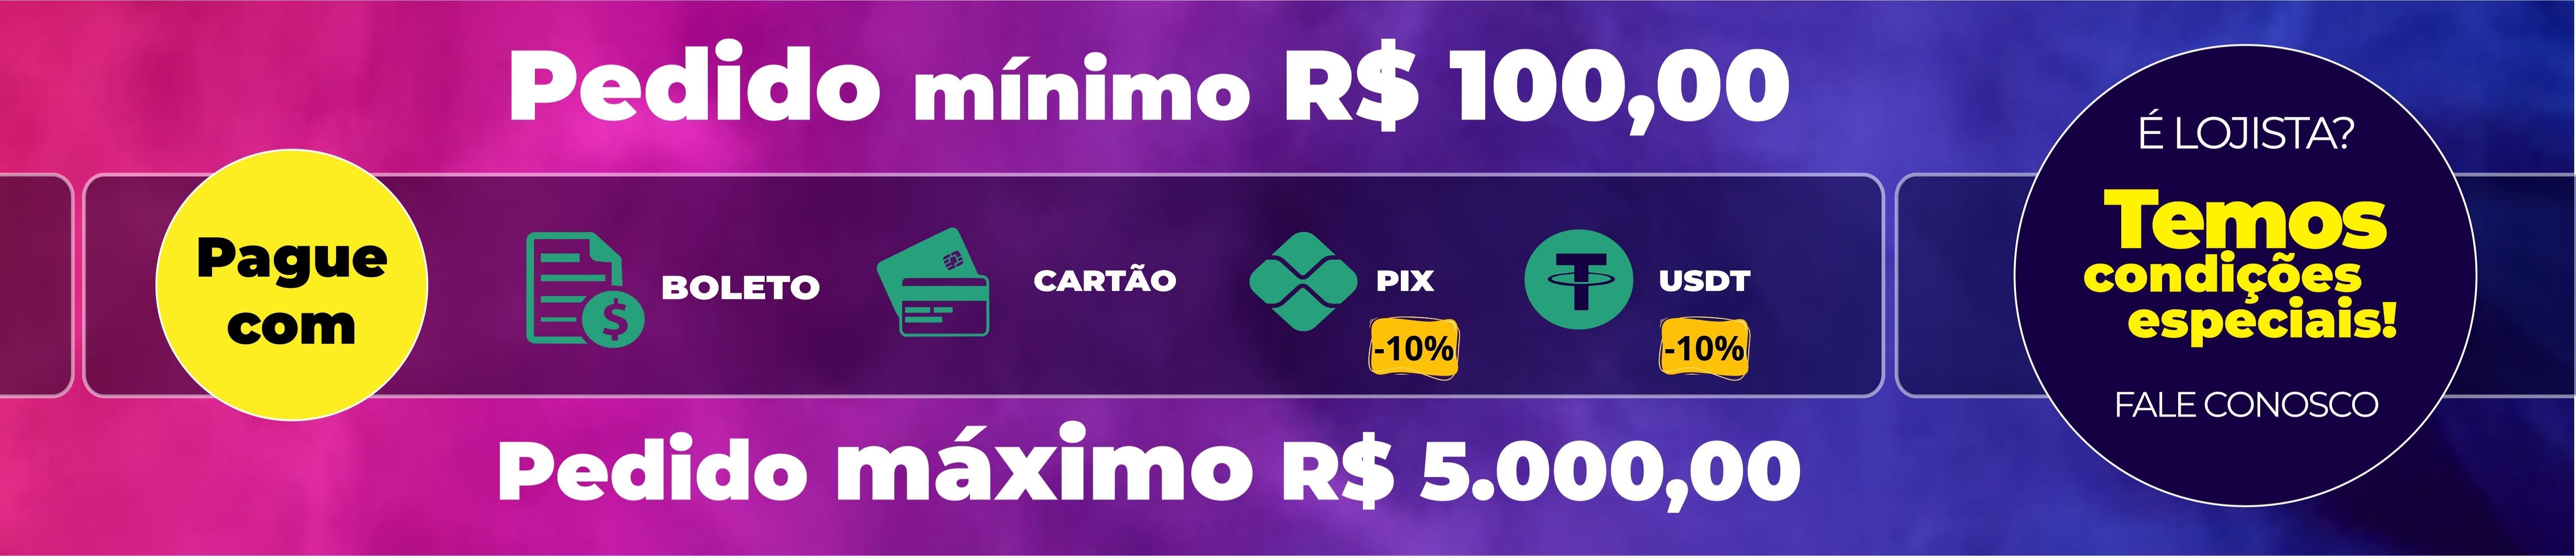 Pedido mínimo R$ 100,00
Pague
com
BOLETO
CARTÃO
PIX
-10%
USDT
-10%
Pedido máximo R$ 5.000,00
É LOJISTA?
Temos
condições
especiais!
FALE CONOSCO